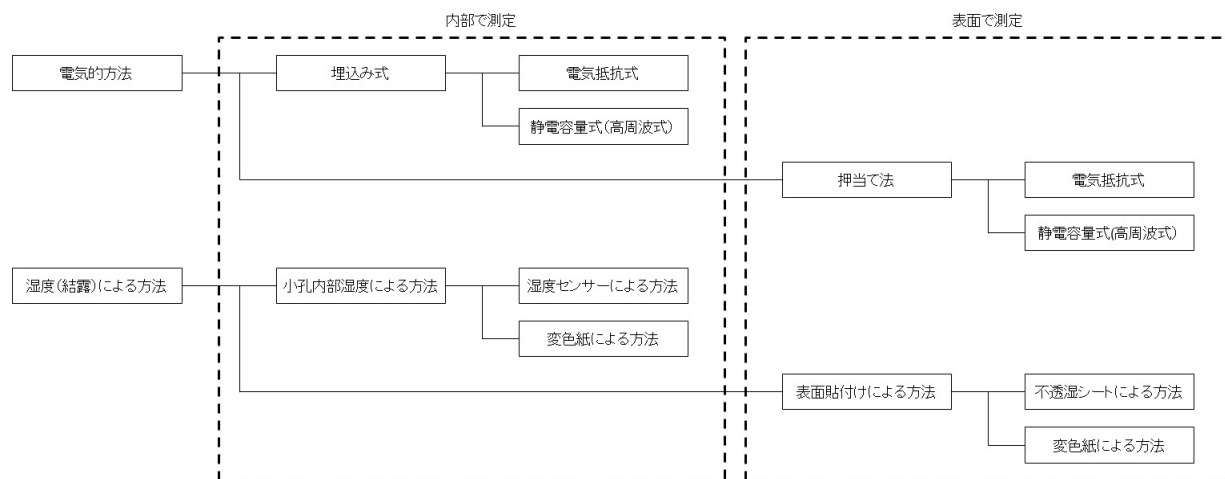 内部で測定
表面で測定
電気的方法
埋込み式
電気抵抗式
静電容量式(高周波式)
押当て法
電気抵抗式
静電容量式(高周波式)
湿度(結露)による方法
小孔内部湿度による方法
湿度センサーによる方法
変色紙による方法
表面貼付けによる方法
不透湿シートによる方法
変色紙による方法